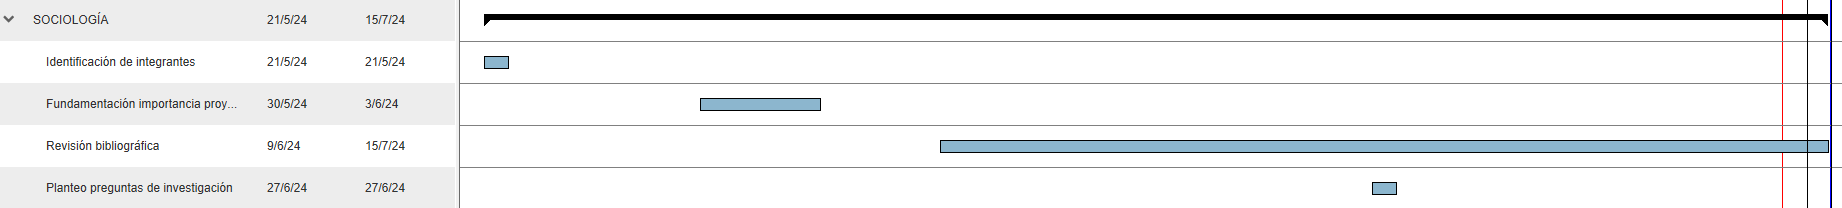 SOCIOLOGÍA 21/5/24 15/7/24
Identificación de integrantes 21/5/24 21/5/24
Fundamentación importancia proy... 30/5/24 3/6/24
Revisión bibliográfica 9/6/24 15/7/24
Planteo preguntas de investigación 27/6/24 27/6/24